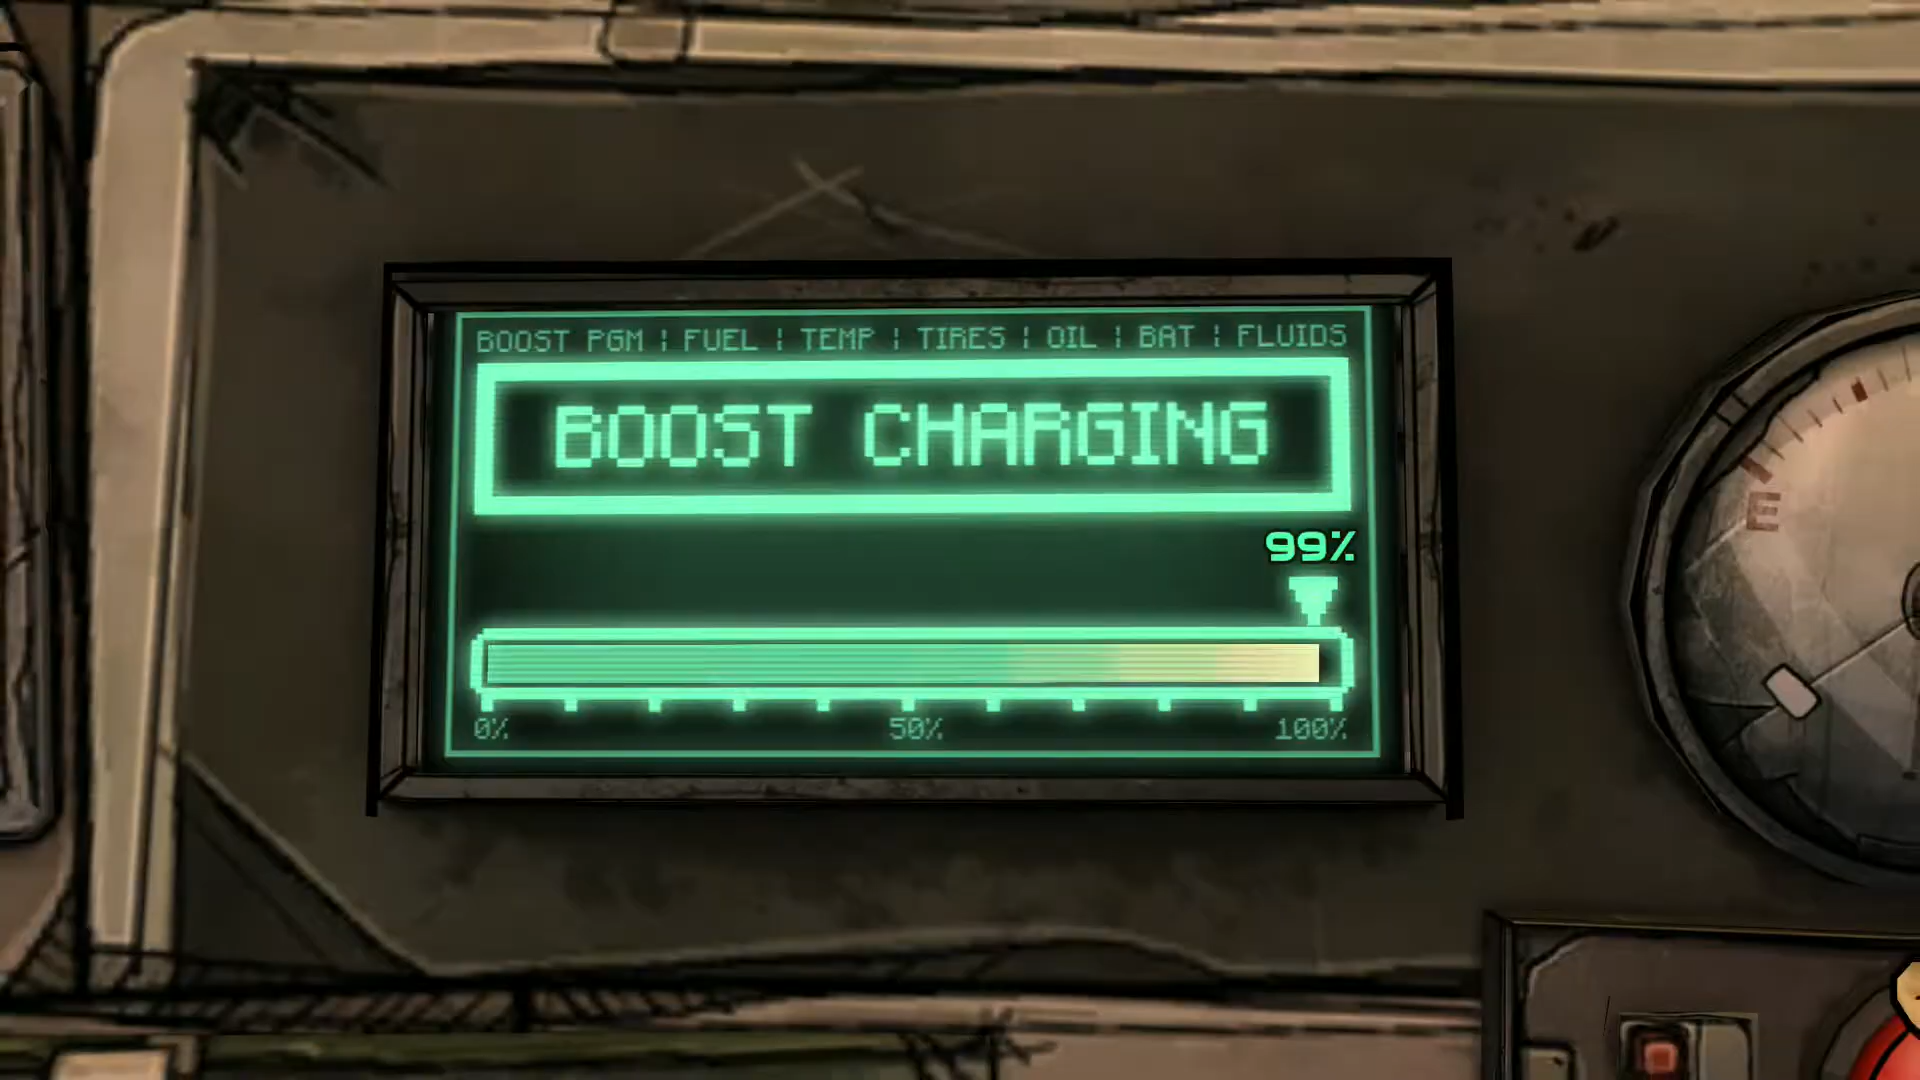 BOOST PGM ¦ FUEL ¦ TEMP ¦ TIRES ¦ OIL ¦ BAT ¦ FLUIDS
BOOST CHARGING
99%
0% 50% 100%
E